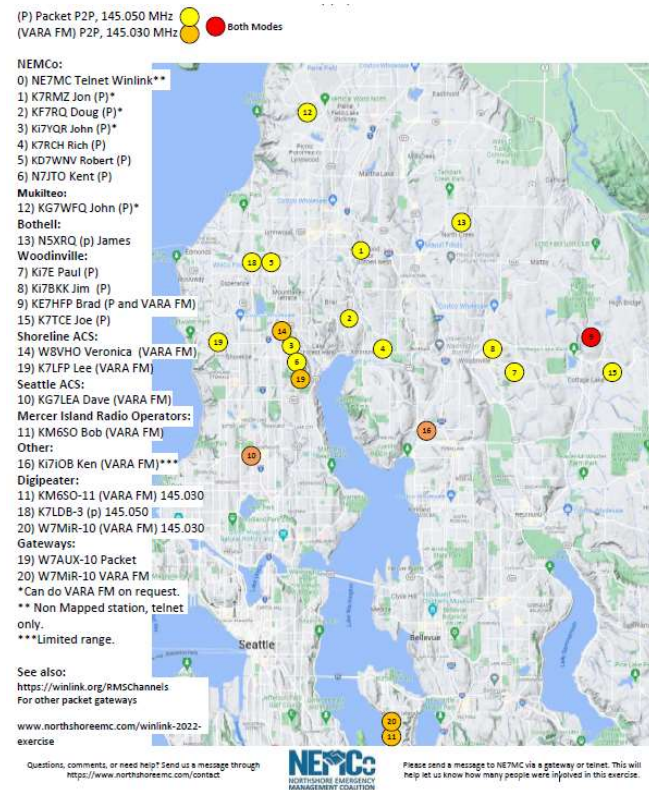 (P) Packet P2P, 145.050 MHz
(VARA FM) P2P, 145.030 MHz
Both Modes
NEMCo:
0) NE7MC Telnet Winlink**
1) K7RMZ Jon (P)*
2) KF7RQ Doug (P)*
3) Ki7YQR John (P)*
4) K7RCH Rich (P)
5) KD7WNV Robert (P)
6) N7JTO Kent (P)
Mukilteo:
12) KG7WFQ John (P)*
Bothell:
13) N5XRQ (p) James
Woodinville:
7) Ki7E Paul (P)
8) Ki7BKK Jim (P)
9) KE7HFP Brad (P and VARA FM)
15) K7TCE Joe (P)
Shoreline ACS:
14) W8VHO Veronica (VARA FM)
19) K7LFP Lee (VARA FM)
Seattle ACS:
10) KG7LEA Dave (VARA FM)
Mercer Island Radio Operators:
11) KM6SO Bob (VARA FM)
Other:
16) Ki7iOB Ken (VARA FM)***
Digipeater:
11) KM6SO-11 (VARA FM) 145.030
18) K7LDB-3 (p) 145.050
20) W7MiR-10 (VARA FM) 145.030
Gateways:
19) W7AUX-10 Packet
20) W7MiR-10 VARA FM
*Can do VARA FM on request.
** Non Mapped station, telnet
only.
***Limited range.
See also:
https://winlink.org/RMSChannels
For other packet gateways
www.northshoreemc.com/winlink-2022-
exercise
12
13
1
18
5
2
14
3
19
4
8
9
6
7
15
19
16
10
Edmonds
Martha Lake
North Creek
Maltby
High Bridge
Cottage Lake
Shoreline
Seattle
Bellevue
20
11
Questions, comments, or need help? Send us a message through
https://www.northshoreemc.com/contact
NEMCo
NORTHSHORE EMERGENCY
MANAGEMENT COALITION
Please send a message to NE7MC via a gateway or telnet. This will
help let us know how many people were involved in this exercise.